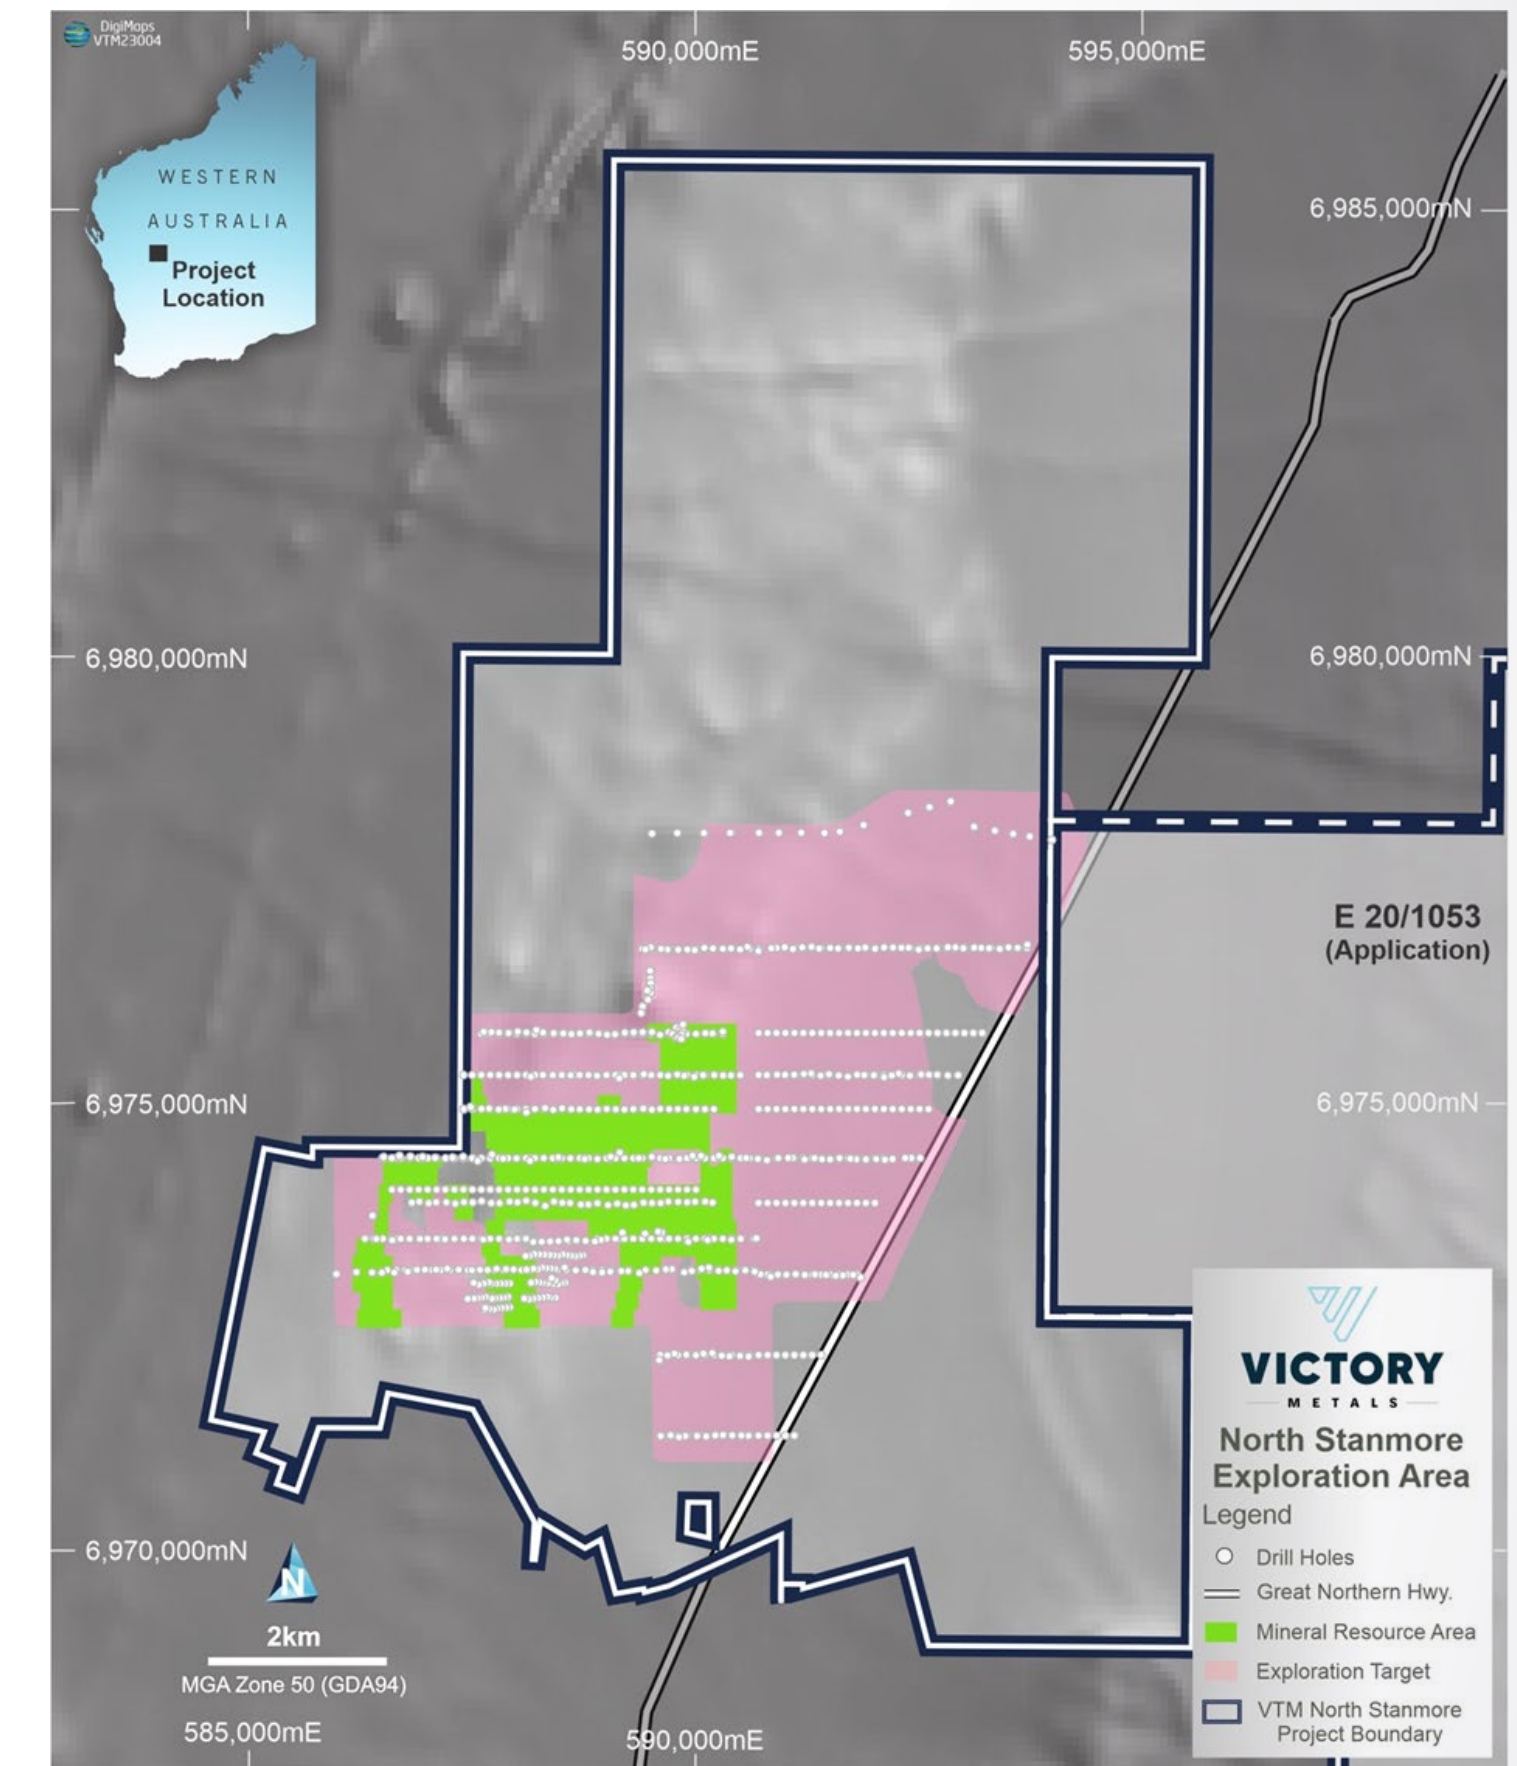 DigiMaps
VTM23004
590,000mE
595,000mE
WESTERN
AUSTRALIA
Project
Location
6,985,000mN
6,980,000mN
6,980,000mN
E 20/1053
(Application)
6,975,000mN
6,975,000mN
6,970,000mN
N
2km
MGA Zone 50 (GDA94)
585,000mE
590,000mE
VICTORY
METALS
North Stanmore
Exploration Area
Legend
Drill Holes
Great Northern Hwy.
Mineral Resource Area
Exploration Target
VTM North Stanmore
Project Boundary